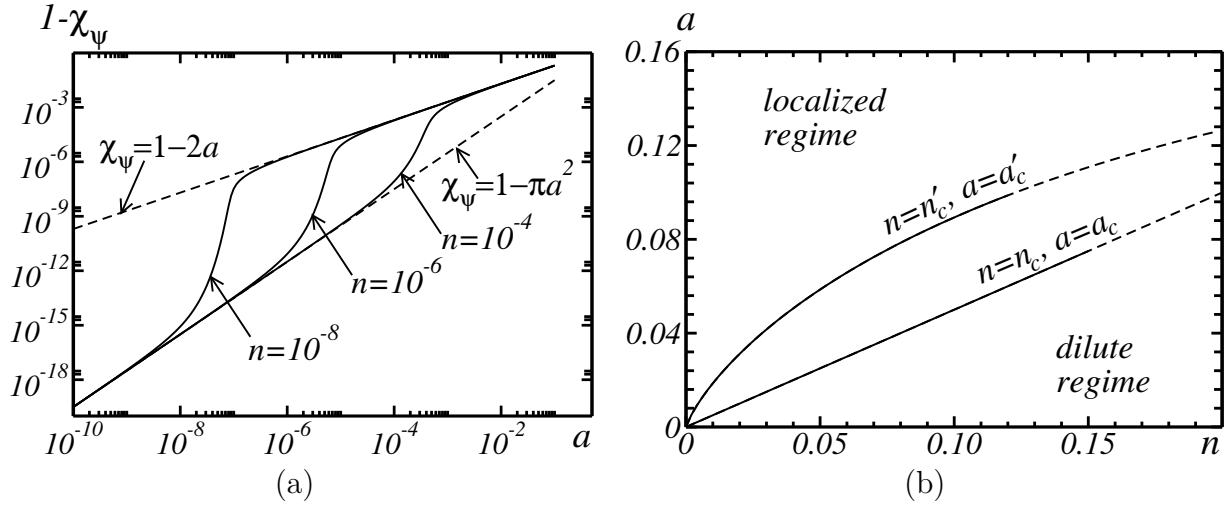 1-χ_ψ
10^-3
10^-6
10^-9
10^-12
10^-15
10^-18
χ_ψ=1-2a
χ_ψ=1-πa^2
n=10^-4
n=10^-6
n=10^-8
10^-10 10^-8 10^-6 10^-4 10^-2 a
(a)
a
0.16
0.12
0.08
0.04
0
localized
regime
n=n'_c, a=a'_c
n=n_c, a=a_c
dilute
regime
0 0.05 0.10 0.15 n
(b)